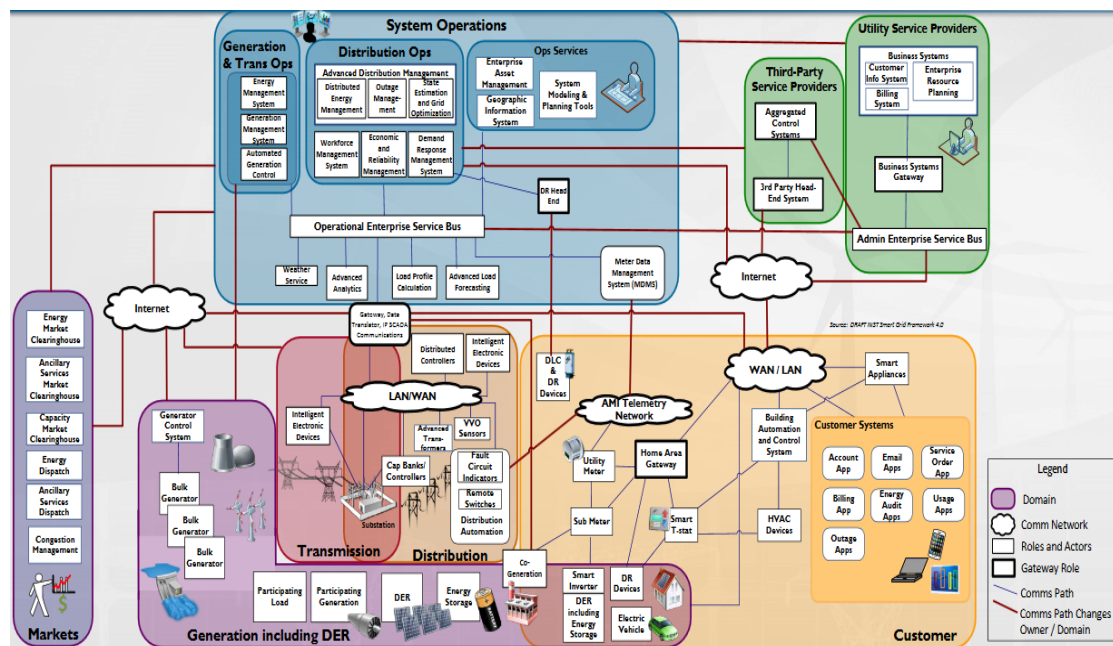 System Operations
Generation
& Trans Ops
Energy
Management
System
Generation
Management
System
Automated
Generation
Control
Distribution Ops
Advanced Distribution Management
Distributed
Energy
Management
Outage
Manage-
ment
State
Estimation
and Grid
Optimization
Workforce
Management
System
Economic
and
Reliability
Management
Demand
Response
Management
System
Ops Services
Enterprise
Asset
Management
Geographic
Information
System
System
Modeling &
Planning Tools
DR Head
End
Operational Enterprise Service Bus
Weather
Service
Advanced
Analytics
Load Profile
Calculation
Advanced Load
Forecasting
Meter Data
Management
System (MDMS)
Third-Party
Service Providers
Aggregated
Control
Systems
3rd Party Head-
End System
Utility Service Providers
Business Systems
Customer
Info System
Billing
System
Enterprise
Resource
Planning
Business Systems
Gateway
Admin Enterprise Service Bus
Internet
Internet
Source: DRAFT NIST Smart Grid Framework 4.0
Energy
Market
Clearinghouse
Ancillary
Services
Market
Clearinghouse
Capacity
Market
Clearinghouse
Energy
Dispatch
Ancillary
Services
Dispatch
Congestion
Management
$
Markets
Gateway, Data
Translator, IP SCADA
Communications
Distributed
Controllers
Intelligent
Electronic
Devices
LAN/WAN
Intelligent
Electronic
Devices
Advanced
Trans-
formers
VVO
Sensors
Cap Banks/
Controllers
Fault
Circuit
Indicators
Remote
Switches
Distribution
Automation
Substation
Transmission
Distribution
Generator
Control
System
Bulk
Generator
Bulk
Generator
Bulk
Generator
Participating
Load
Participating
Generation
DER
Energy
Storage
Generation including DER
Co-
Generation
DLC
&
DR
Devices
AMI Telemetry
Network
WAN / LAN
Smart
Appliances
Utility
Meter
Home Area
Gateway
Building
Automation
and Control
System
Sub Meter
Smart
T-stat
HVAC
Devices
Smart
Inverter
DER
including
Energy
Storage
DR
Devices
Electric
Vehicle
Customer Systems
Account
App
Email
Apps
Service
Order
App
Billing
App
Energy
Audit
Apps
Usage
Apps
Outage
Apps
Customer
Legend
Domain
Comm Network
Roles and Actors
Gateway Role
Comms Path
Comms Path Changes
Owner / Domain